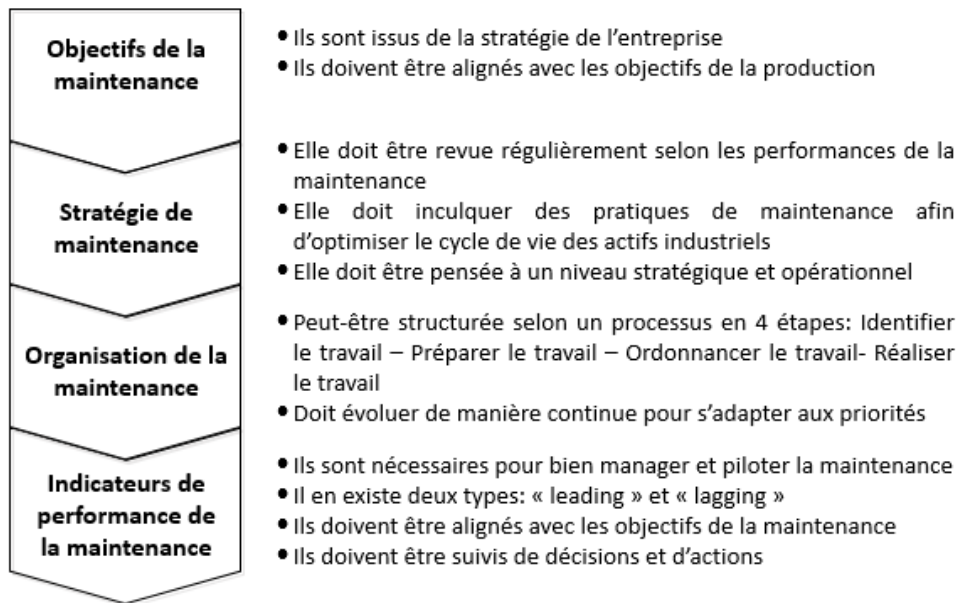 Objectifs de la
maintenance
• Ils sont issus de la stratégie de l'entreprise
• Ils doivent être alignés avec les objectifs de la production
Stratégie de
maintenance
• Elle doit être revue régulièrement selon les performances de la
maintenance
• Elle doit inculquer des pratiques de maintenance afin
d'optimiser le cycle de vie des actifs industriels
• Elle doit être pensée à un niveau stratégique et opérationnel
Organisation de la
maintenance
• Peut-être structurée selon un processus en 4 étapes: Identifier
le travail – Préparer le travail – Ordonnancer le travail- Réaliser
le travail
• Doit évoluer de manière continue pour s'adapter aux priorités
Indicateurs de
performance de
la maintenance
• Ils sont nécessaires pour bien manager et piloter la maintenance
• Il en existe deux types: « leading » et « lagging »
• Ils doivent être alignés avec les objectifs de la maintenance
• Ils doivent être suivis de décisions et d'actions